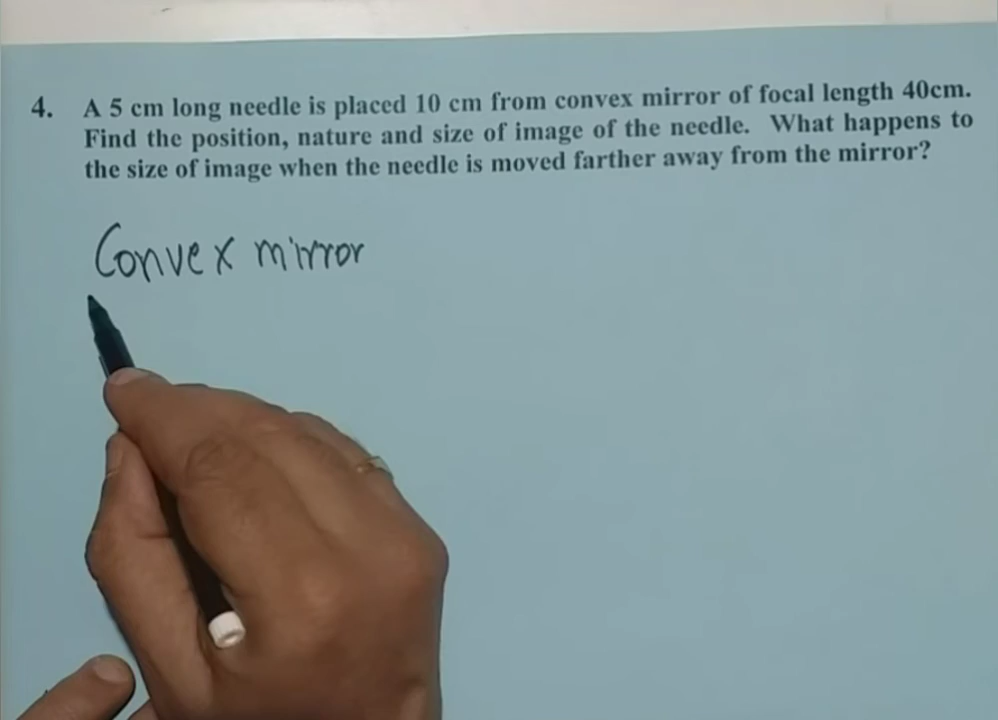 4. A 5 cm long needle is placed 10 cm from convex mirror of focal length 40cm.
Find the position, nature and size of image of the needle. What happens to
the size of image when the needle is moved farther away from the mirror?
Convex mirror